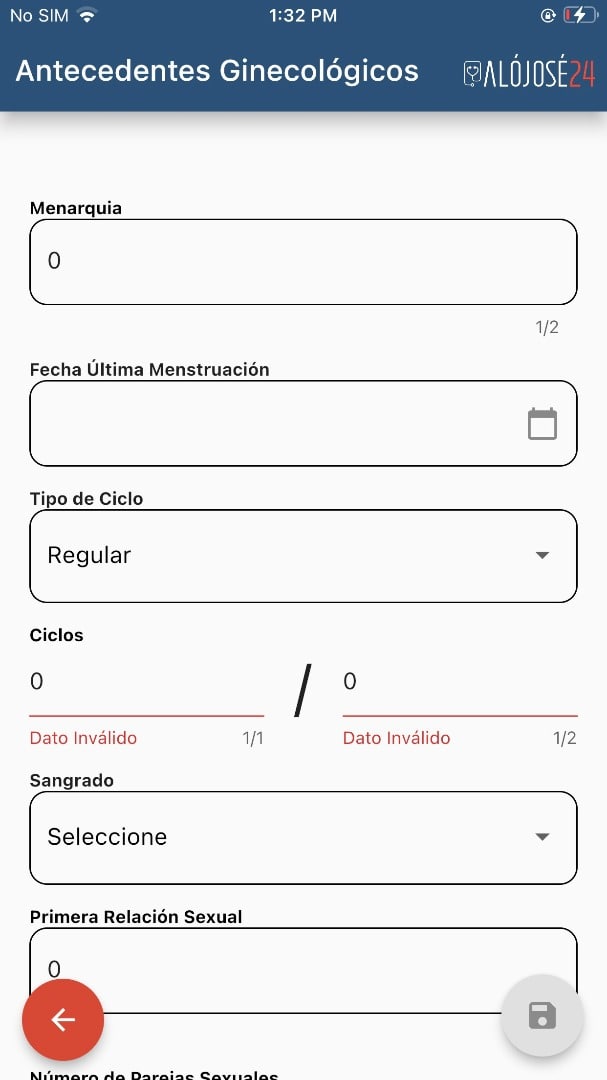 No SIM 1:32 PM
Antecedentes Ginecológicos ALÓJOSÉ24
Menarquia
0
1/2
Fecha Última Menstruación
Tipo de Ciclo
Regular
Ciclos
0 / 0
Dato Inválido 1/1 Dato Inválido 1/2
Sangrado
Seleccione
Primera Relación Sexual
0
Número de Parejas Sexuales